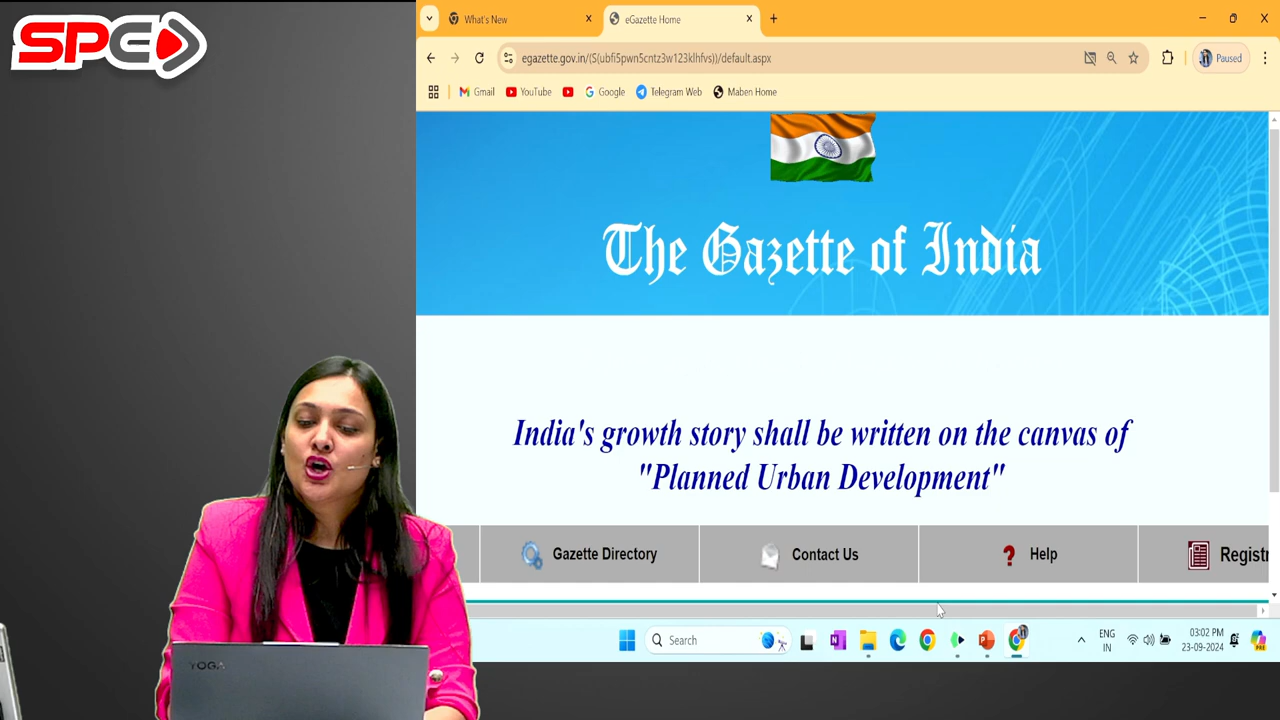 SPC
What's New
eGazette Home
egazette.gov.in/(S(ubfi5pwn5cntz3w123klhfvs))/default.aspx
Paused
Gmail
YouTube
Google
Telegram Web
Maben Home
The Gazette of India
India's growth story shall be written on the canvas of
"Planned Urban Development"
Gazette Directory
Contact Us
Help
Registr
Search
ENG
IN
03:02 PM
23-09-2024
PRE
YOGA